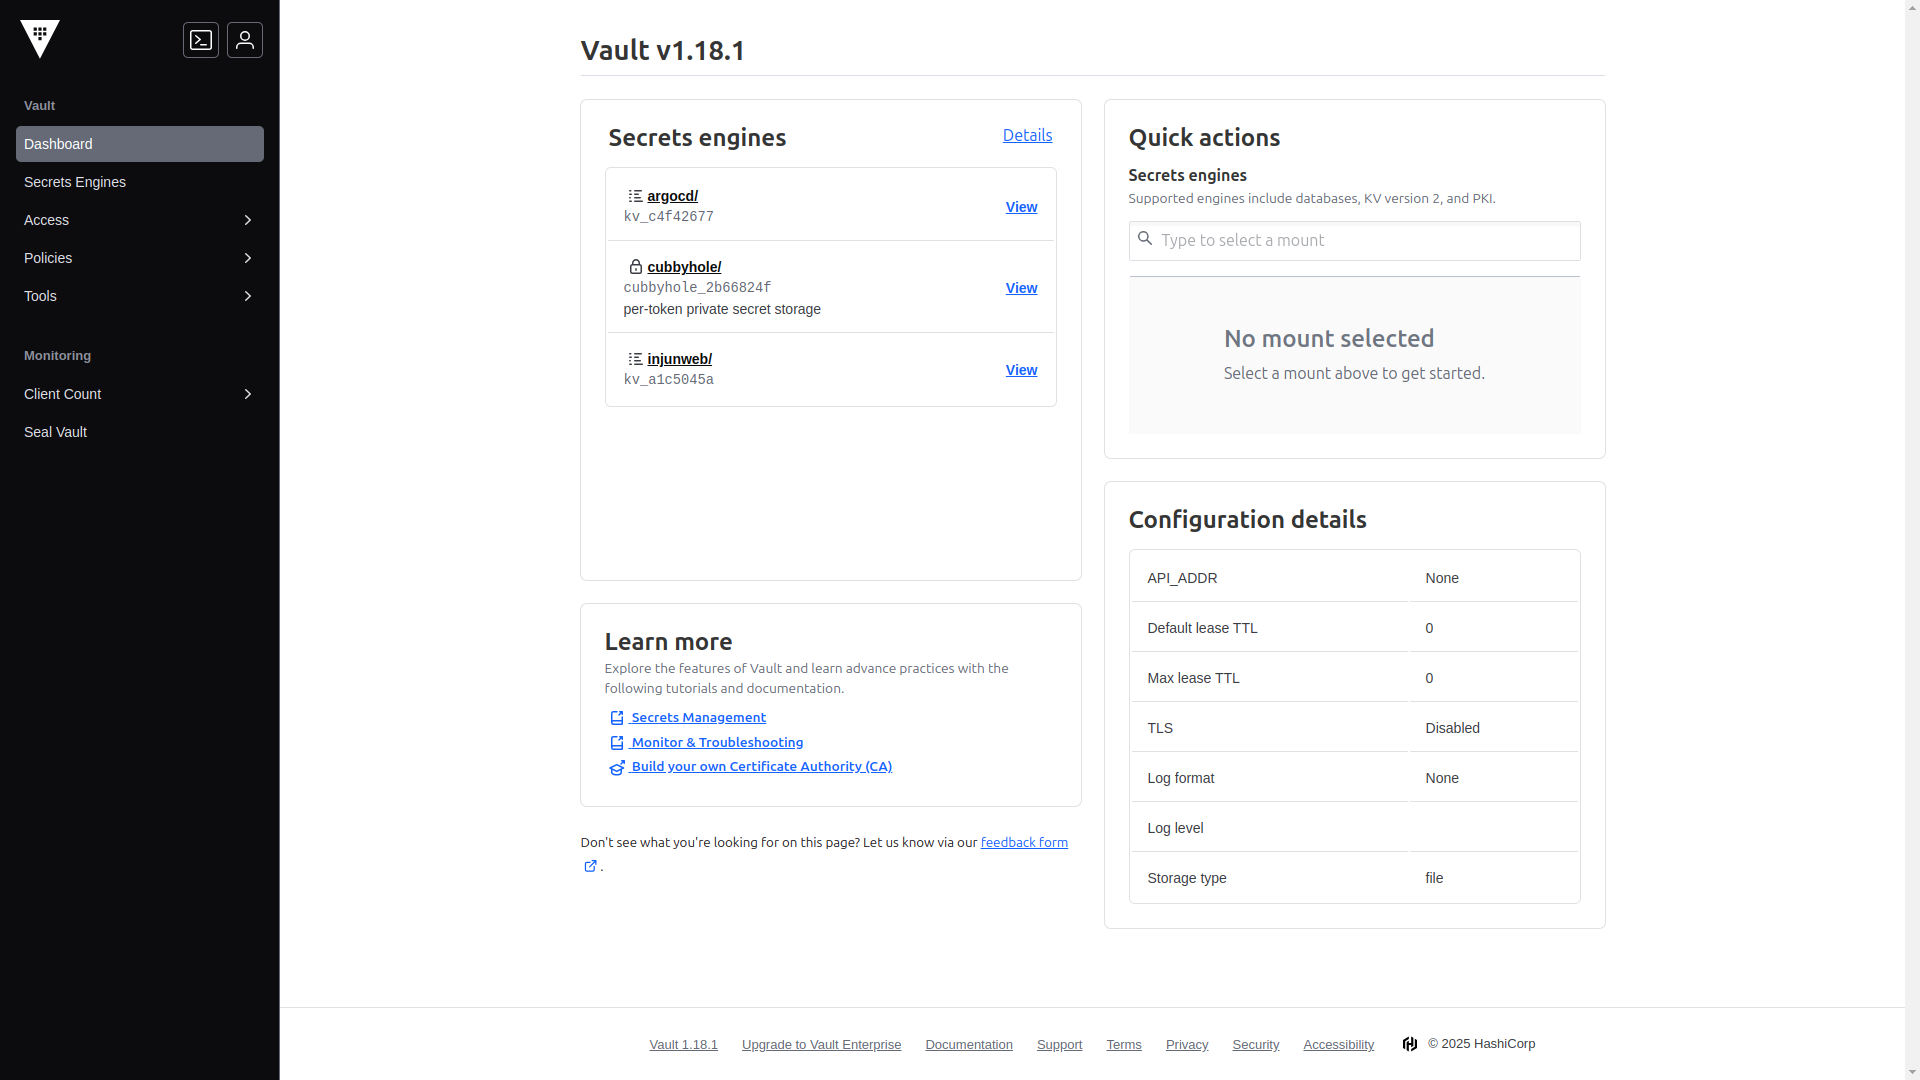 Vault
Dashboard
Secrets Engines
Access
Policies
Tools
Monitoring
Client Count
Seal Vault
Vault v1.18.1
Secrets engines
Details
argocd/
kv_c4f42677
View
cubbyhole/
cubbyhole_2b66824f
per-token private secret storage
View
injunweb/
kv_a1c5045a
View
Learn more
Explore the features of Vault and learn advance practices with the
following tutorials and documentation.
Secrets Management
Monitor & Troubleshooting
Build your own Certificate Authority (CA)
Don't see what you're looking for on this page? Let us know via our feedback form
.
Quick actions
Secrets engines
Supported engines include databases, KV version 2, and PKI.
Type to select a mount
No mount selected
Select a mount above to get started.
Configuration details
API_ADDR None
Default lease TTL 0
Max lease TTL 0
TLS Disabled
Log format None
Log level
Storage type file
Vault 1.18.1 Upgrade to Vault Enterprise Documentation Support Terms Privacy Security Accessibility © 2025 HashiCorp